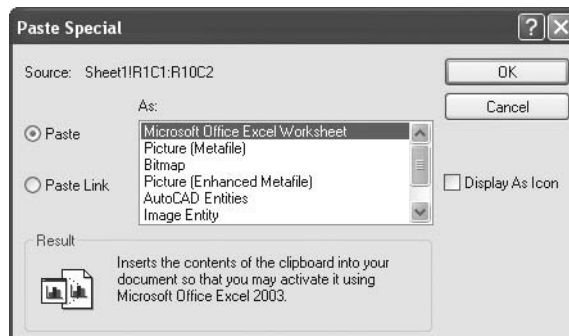 Paste Special
Source: Sheet1!R1C1:R10C2
OK
As:
Cancel
Paste
Microsoft Office Excel Worksheet
Picture (Metafile)
Bitmap
Picture (Enhanced Metafile)
AutoCAD Entities
Image Entity
Paste Link
Display As Icon
Result
Inserts the contents of the clipboard into your
document so that you may activate it using
Microsoft Office Excel 2003.